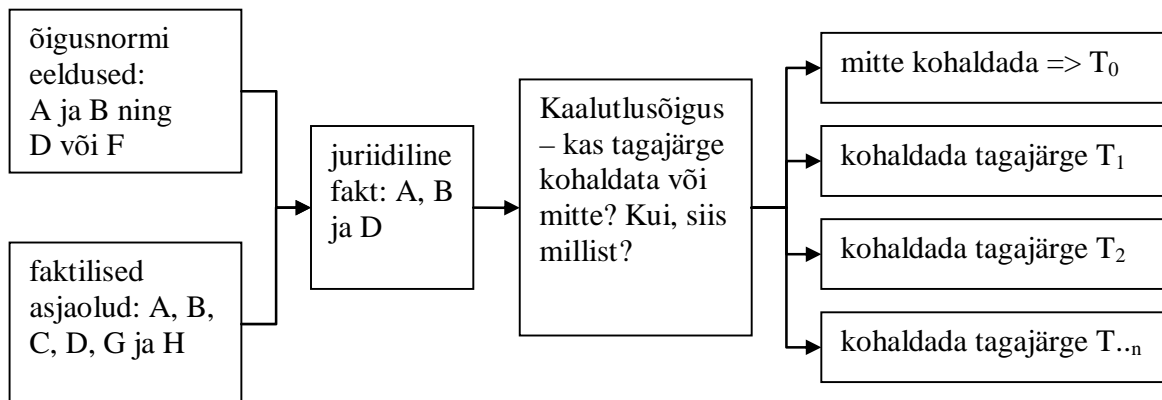 õigusnormi
eeldused:
A ja B ning
D või F
faktilised
asjaolud: A, B,
C, D, G ja H
juriidiline
fakt: A, B
ja D
Kaalutlusõigus
– kas tagajärge
kohaldata või
mitte? Kui, siis
millist?
mitte kohaldada => T₀
kohaldada tagajärge T₁
kohaldada tagajärge T₂
kohaldada tagajärge T..ₙ